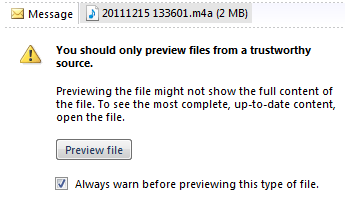 Message 20111215 133601.m4a (2 MB)
You should only preview files from a trustworthy
source.
Previewing the file might not show the full content of
the file. To see the most complete, up-to-date content,
open the file.
Preview file
Always warn before previewing this type of file.